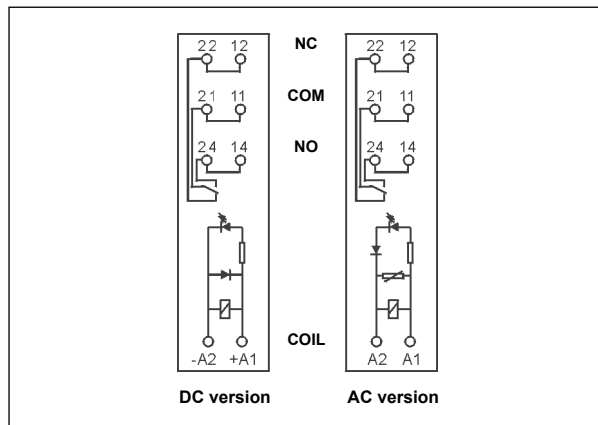 22 12 NC 22 12
21 11 COM 21 11
24 14 NO 24 14
COIL
-A2 +A1 A2 A1
DC version AC version